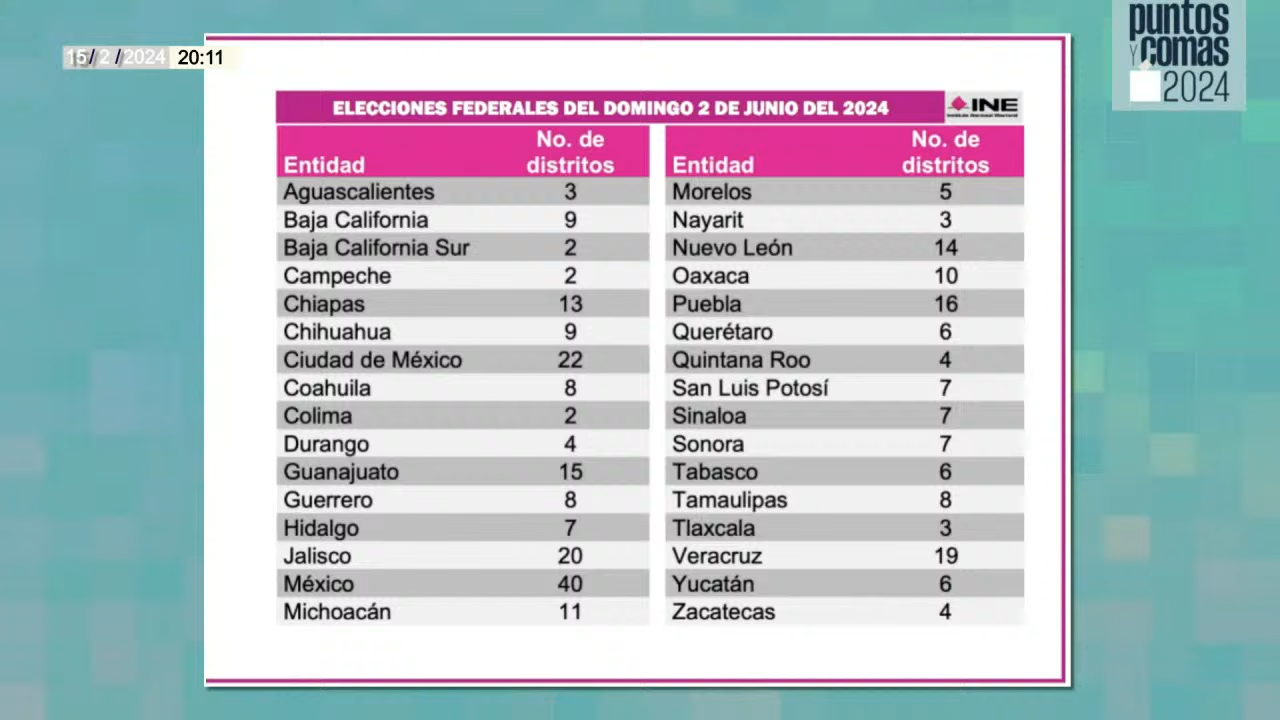 15/ 2 /2024 20:11
puntos
Y comas
2024
ELECCIONES FEDERALES DEL DOMINGO 2 DE JUNIO DEL 2024
INE
Instituto Nacional Electoral
Entidad No. de distritos
Aguascalientes 3
Baja California 9
Baja California Sur 2
Campeche 2
Chiapas 13
Chihuahua 9
Ciudad de México 22
Coahuila 8
Colima 2
Durango 4
Guanajuato 15
Guerrero 8
Hidalgo 7
Jalisco 20
México 40
Michoacán 11
Entidad No. de distritos
Morelos 5
Nayarit 3
Nuevo León 14
Oaxaca 10
Puebla 16
Querétaro 6
Quintana Roo 4
San Luis Potosí 7
Sinaloa 7
Sonora 7
Tabasco 6
Tamaulipas 8
Tlaxcala 3
Veracruz 19
Yucatán 6
Zacatecas 4